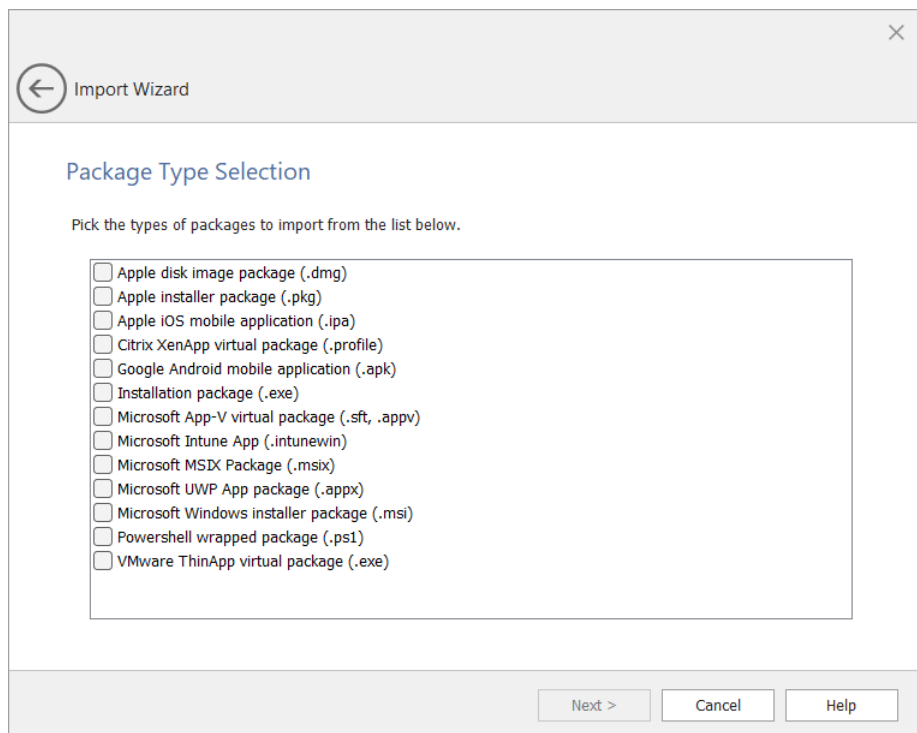 Import Wizard
Package Type Selection
Pick the types of packages to import from the list below.
Apple disk image package (.dmg)
Apple installer package (.pkg)
Apple iOS mobile application (.ipa)
Citrix XenApp virtual package (.profile)
Google Android mobile application (.apk)
Installation package (.exe)
Microsoft App-V virtual package (.sft, .appv)
Microsoft Intune App (.intunewin)
Microsoft MSIX Package (.msix)
Microsoft UWP App package (.appx)
Microsoft Windows installer package (.msi)
Powershell wrapped package (.ps1)
VMware ThinApp virtual package (.exe)
Next > Cancel Help